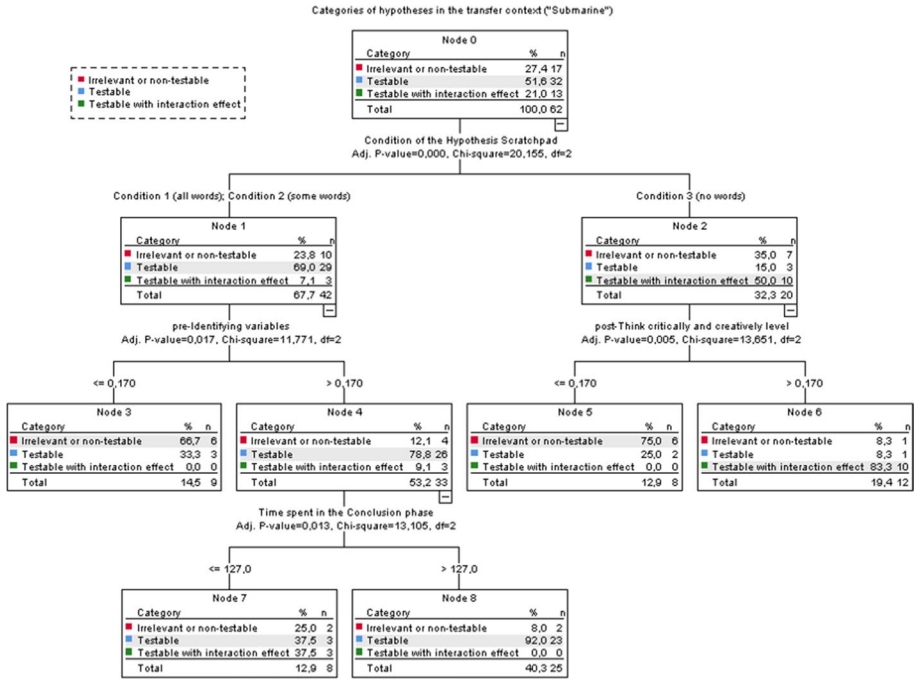 Categories of hypotheses in the transfer context ("Submarine")
Irrelevant or non-testable
Testable
Testable with interaction effect
Node 0
Category % n
Irrelevant or non-testable 27,4 17
Testable 51,6 32
Testable with interaction effect 21,0 13
Total 100,0 62
Condition of the Hypothesis Scratchpad
Adj. P-value=0,000, Chi-square=20,155, df=2
Condition 1 (all words); Condition 2 (some words)
Condition 3 (no words)
Node 1
Category % n
Irrelevant or non-testable 23,8 10
Testable 69,0 29
Testable with interaction effect 7,1 3
Total 67,7 42
Node 2
Category % n
Irrelevant or non-testable 35,0 7
Testable 15,0 3
Testable with interaction effect 50,0 10
Total 32,3 20
pre-Identifying variables
Adj. P-value=0,017, Chi-square=11,771, df=2
post-Think critically and creatively level
Adj. P-value=0,005, Chi-square=13,651, df=2
<= 0,170
> 0,170
<= 0,170
> 0,170
Node 3
Category % n
Irrelevant or non-testable 66,7 6
Testable 33,3 3
Testable with interaction effect 0,0 0
Total 14,5 9
Node 4
Category % n
Irrelevant or non-testable 12,1 4
Testable 78,8 26
Testable with interaction effect 9,1 3
Total 53,2 33
Node 5
Category % n
Irrelevant or non-testable 75,0 6
Testable 25,0 2
Testable with interaction effect 0,0 0
Total 12,9 8
Node 6
Category % n
Irrelevant or non-testable 8,3 1
Testable 8,3 1
Testable with interaction effect 83,3 10
Total 19,4 12
Time spent in the Conclusion phase
Adj. P-value=0,013, Chi-square=13,105, df=2
<= 127,0
> 127,0
Node 7
Category % n
Irrelevant or non-testable 25,0 2
Testable 37,5 3
Testable with interaction effect 37,5 3
Total 12,9 8
Node 8
Category % n
Irrelevant or non-testable 8,0 2
Testable 92,0 23
Testable with interaction effect 0,0 0
Total 40,3 25